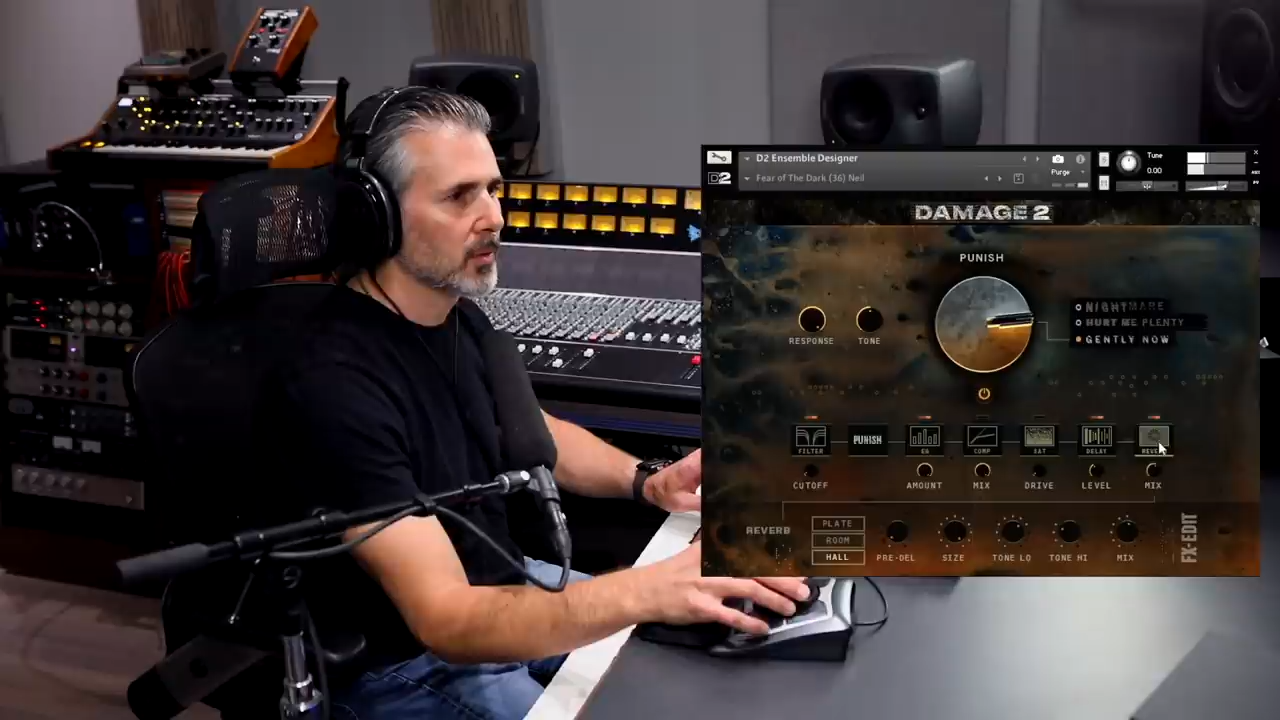 D2 Ensemble Designer
Fear of The Dark (36) Neil
Purge
Tune
0.00
D2
DAMAGE 2
PUNISH
RESPONSE
TONE
NIGHTMARE
HURT ME PLENTY
GENTLY NOW
FILTER
PUNISH
EQ
COMP
SAT
DELAY
CUTOFF
AMOUNT
MIX
DRIVE
LEVEL
MIX
REVERB
PLATE
ROOM
HALL
PRE-DEL
SIZE
TONE LO
TONE HI
MIX
FX-EDIT